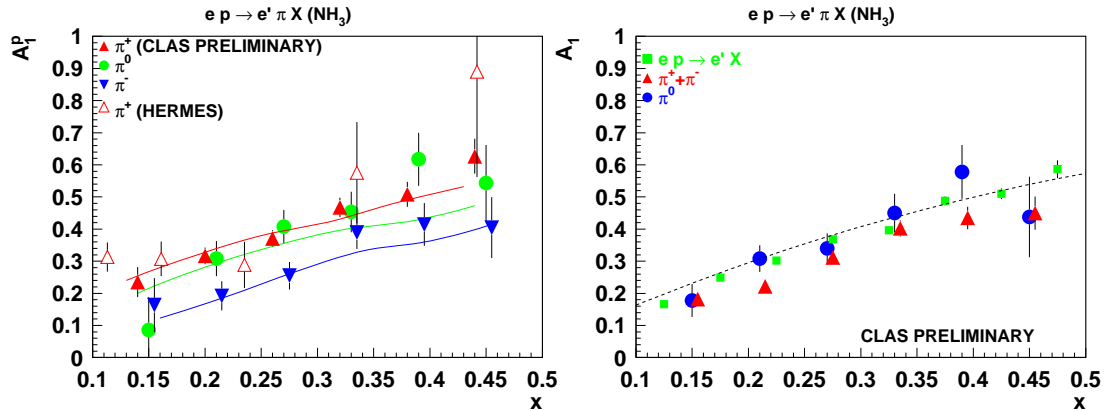 e p → e' π X (NH₃)
A₁ᵖ
1
0.9
0.8
0.7
0.6
0.5
0.4
0.3
0.2
0.1
0
π⁺ (CLAS PRELIMINARY)
π⁰
π⁻
π⁺ (HERMES)
0.1 0.15 0.2 0.25 0.3 0.35 0.4 0.45 0.5
x
e p → e' π X (NH₃)
A₁
1
0.9
0.8
0.7
0.6
0.5
0.4
0.3
0.2
0.1
0
e p → e' X
π⁺+π⁻
π⁰
CLAS PRELIMINARY
0.1 0.15 0.2 0.25 0.3 0.35 0.4 0.45 0.5
x